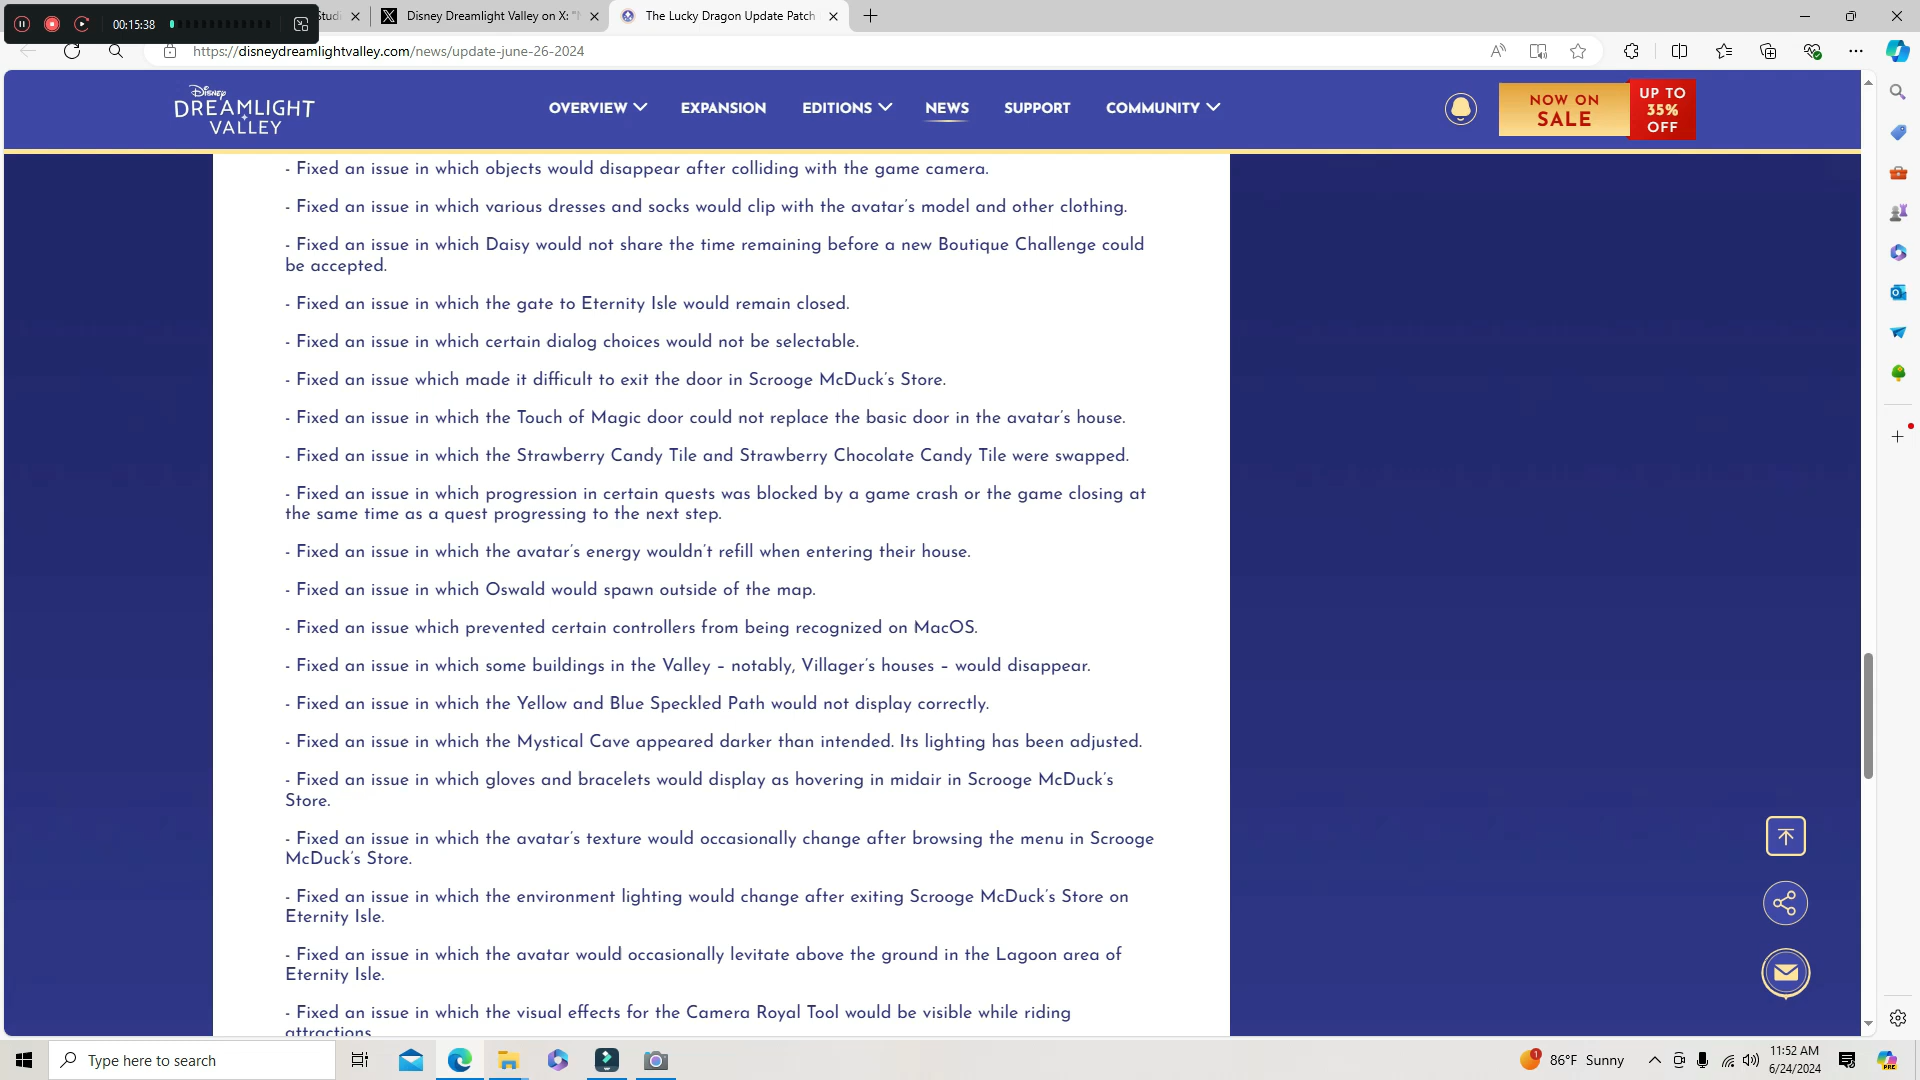 00:15:38
Disney Dreamlight Valley on X: "
The Lucky Dragon Update Patch
https://disneydreamlightvalley.com/news/update-june-26-2024
Disney
DREAMLIGHT
VALLEY
OVERVIEW
EXPANSION
EDITIONS
NEWS
SUPPORT
COMMUNITY
NOW ON
SALE
UP TO
35%
OFF
- Fixed an issue in which objects would disappear after colliding with the game camera.
- Fixed an issue in which various dresses and socks would clip with the avatar's model and other clothing.
- Fixed an issue in which Daisy would not share the time remaining before a new Boutique Challenge could
be accepted.
- Fixed an issue in which the gate to Eternity Isle would remain closed.
- Fixed an issue in which certain dialog choices would not be selectable.
- Fixed an issue which made it difficult to exit the door in Scrooge McDuck's Store.
- Fixed an issue in which the Touch of Magic door could not replace the basic door in the avatar's house.
- Fixed an issue in which the Strawberry Candy Tile and Strawberry Chocolate Candy Tile were swapped.
- Fixed an issue in which progression in certain quests was blocked by a game crash or the game closing at
the same time as a quest progressing to the next step.
- Fixed an issue in which the avatar's energy wouldn't refill when entering their house.
- Fixed an issue in which Oswald would spawn outside of the map.
- Fixed an issue which prevented certain controllers from being recognized on MacOS.
- Fixed an issue in which some buildings in the Valley – notably, Villager's houses – would disappear.
- Fixed an issue in which the Yellow and Blue Speckled Path would not display correctly.
- Fixed an issue in which the Mystical Cave appeared darker than intended. Its lighting has been adjusted.
- Fixed an issue in which gloves and bracelets would display as hovering in midair in Scrooge McDuck's
Store.
- Fixed an issue in which the avatar's texture would occasionally change after browsing the menu in Scrooge
McDuck's Store.
- Fixed an issue in which the environment lighting would change after exiting Scrooge McDuck's Store on
Eternity Isle.
- Fixed an issue in which the avatar would occasionally levitate above the ground in the Lagoon area of
Eternity Isle.
- Fixed an issue in which the visual effects for the Camera Royal Tool would be visible while riding
attractions.
Type here to search
86°F Sunny
11:52 AM
6/24/2024